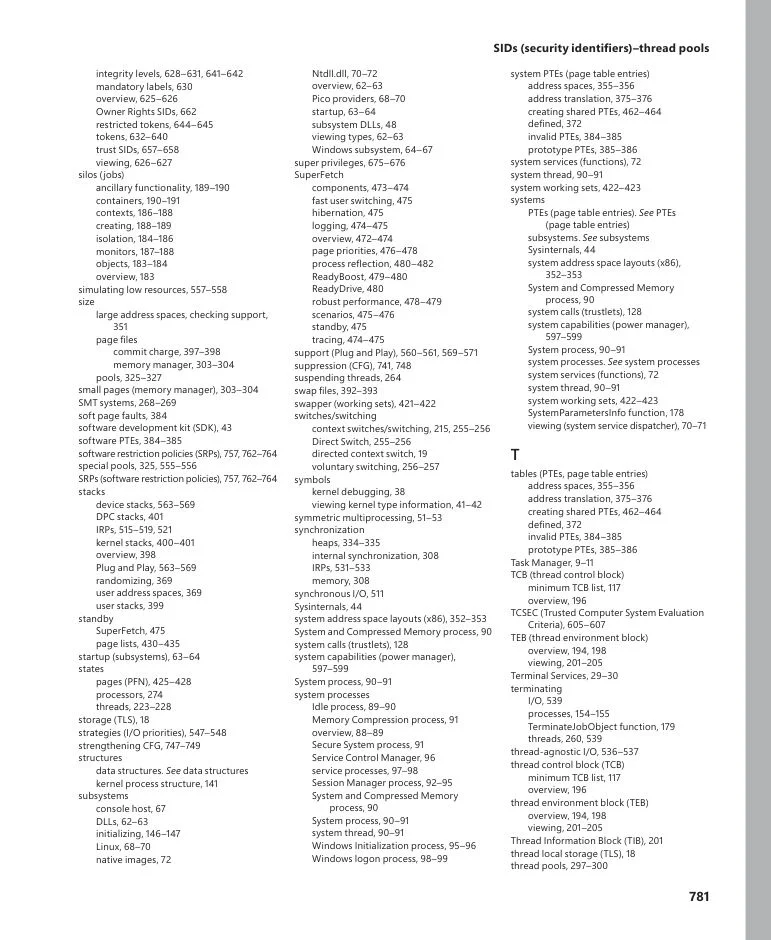 SIDs (security identifiers)–thread pools
integrity levels, 628–631, 641–642
mandatory labels, 630
overview, 625–626
Owner Rights SIDs, 662
restricted tokens, 644–645
tokens, 632–640
trust SIDs, 657–658
viewing, 626–627
silos (jobs)
ancillary functionality, 189–190
containers, 190–191
contexts, 186–188
creating, 188–189
isolation, 184–186
monitors, 187–188
objects, 183–184
overview, 183
simulating low resources, 557–558
size
large address spaces, checking support,
351
page files
commit charge, 397–398
memory manager, 303–304
pools, 325–327
small pages (memory manager), 303–304
SMT systems, 268–269
soft page faults, 384
software development kit (SDK), 43
software PTEs, 384–385
software restriction policies (SRPs), 757, 762–764
special pools, 325, 555–556
SRPs (software restriction policies), 757, 762–764
stacks
device stacks, 563–569
DPC stacks, 401
IRPs, 515–519, 521
kernel stacks, 400–401
overview, 398
Plug and Play, 563–569
randomizing, 369
user address spaces, 369
user stacks, 399
standby
SuperFetch, 475
page lists, 430–435
startup (subsystems), 63–64
states
pages (PFN), 425–428
processors, 274
threads, 223–228
storage (TLS), 18
strategies (I/O priorities), 547–548
strengthening CFG, 747–749
structures
data structures. See data structures
kernel process structure, 141
subsystems
console host, 67
DLLs, 62–63
initializing, 146–147
Linux, 68–70
native images, 72
Ntdll.dll, 70–72
overview, 62–63
Pico providers, 68–70
startup, 63–64
subsystem DLLs, 48
viewing types, 62–63
Windows subsystem, 64–67
super privileges, 675–676
SuperFetch
components, 473–474
fast user switching, 475
hibernation, 475
logging, 474–475
overview, 472–474
page priorities, 476–478
process reflection, 480–482
ReadyBoost, 479–480
ReadyDrive, 480
robust performance, 478–479
scenarios, 475–476
standby, 475
tracing, 474–475
support (Plug and Play), 560–561, 569–571
suppression (CFG), 741, 748
suspending threads, 264
swap files, 392–393
swapper (working sets), 421–422
switches/switching
context switches/switching, 215, 255–256
Direct Switch, 255–256
directed context switch, 19
voluntary switching, 256–257
symbols
kernel debugging, 38
viewing kernel type information, 41–42
symmetric multiprocessing, 51–53
synchronization
heaps, 334–335
internal synchronization, 308
IRPs, 531–533
memory, 308
synchronous I/O, 511
Sysinternals, 44
system address space layouts (x86), 352–353
System and Compressed Memory process, 90
system calls (trustlets), 128
system capabilities (power manager),
597–599
System process, 90–91
system processes
Idle process, 89–90
Memory Compression process, 91
overview, 88–89
Secure System process, 91
Service Control Manager, 96
service processes, 97–98
Session Manager process, 92–95
System and Compressed Memory
process, 90
System process, 90–91
system thread, 90–91
Windows Initialization process, 95–96
Windows logon process, 98–99
system PTEs (page table entries)
address spaces, 355–356
address translation, 375–376
creating shared PTEs, 462–464
defined, 372
invalid PTEs, 384–385
prototype PTEs, 385–386
system services (functions), 72
system thread, 90–91
system working sets, 422–423
systems
PTEs (page table entries). See PTEs
(page table entries)
subsystems. See subsystems
Sysinternals, 44
system address space layouts (x86),
352–353
System and Compressed Memory
process, 90
system calls (trustlets), 128
system capabilities (power manager),
597–599
System process, 90–91
system processes. See system processes
system services (functions), 72
system thread, 90–91
system working sets, 422–423
SystemParametersInfo function, 178
viewing (system service dispatcher), 70–71
T
tables (PTEs, page table entries)
address spaces, 355–356
address translation, 375–376
creating shared PTEs, 462–464
defined, 372
invalid PTEs, 384–385
prototype PTEs, 385–386
Task Manager, 9–11
TCB (thread control block)
minimum TCB list, 117
overview, 196
TCSEC (Trusted Computer System Evaluation
Criteria), 605–607
TEB (thread environment block)
overview, 194, 198
viewing, 201–205
Terminal Services, 29–30
terminating
I/O, 539
processes, 154–155
TerminateJobObject function, 179
threads, 260, 539
thread-agnostic I/O, 536–537
thread control block (TCB)
minimum TCB list, 117
overview, 196
thread environment block (TEB)
overview, 194, 198
viewing, 201–205
Thread Information Block (TIB), 201
thread local storage (TLS), 18
thread pools, 297–300
781